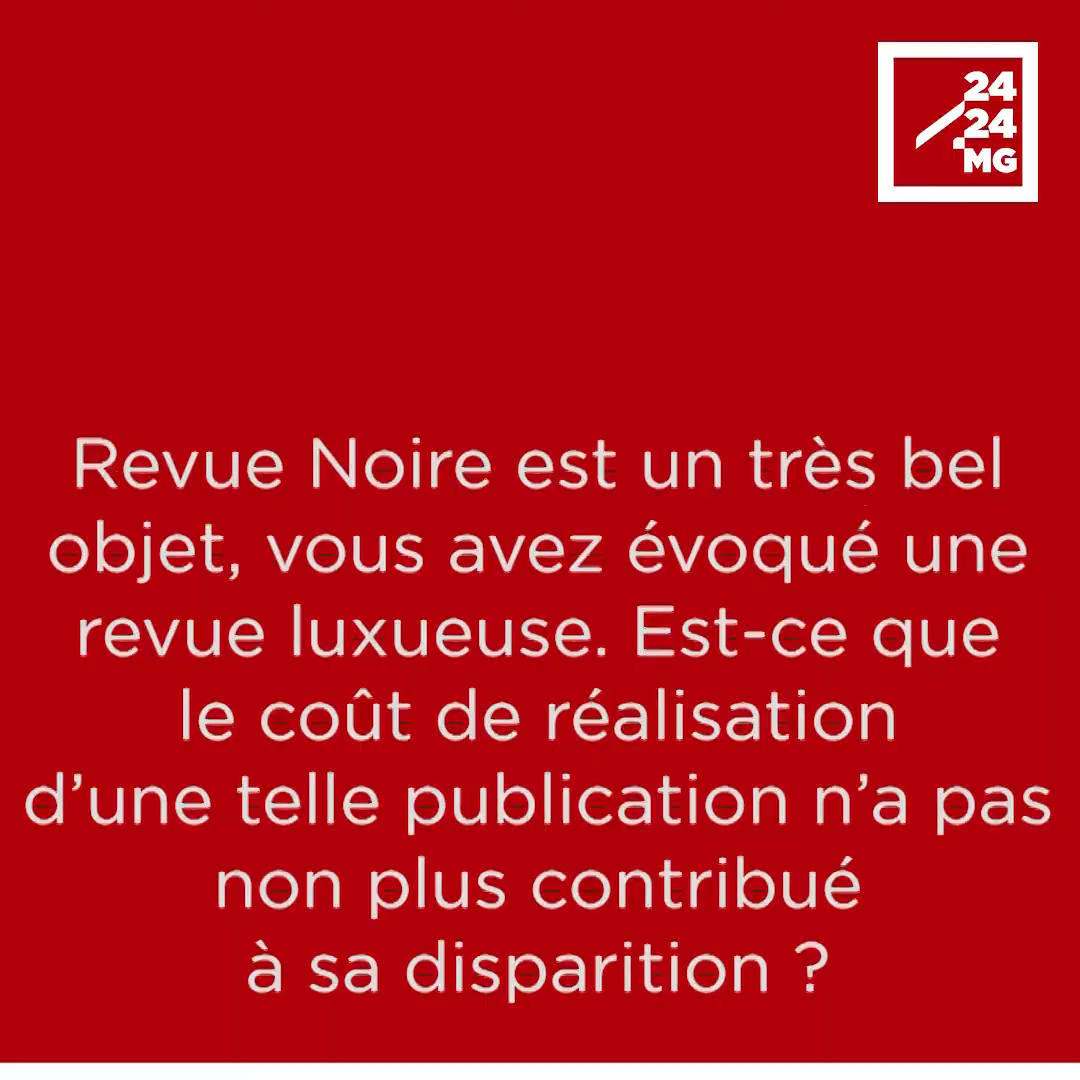 24
24
MG
Revue Noire est un très bel
objet, vous avez évoqué une
revue luxueuse. Est-ce que
le coût de réalisation
d’une telle publication n’a pas
non plus contribué
à sa disparition ?